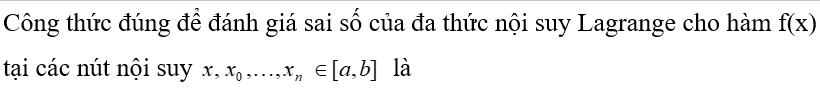 Công thức đúng để đánh giá sai số của đa thức nội suy Lagrange cho hàm f(x)
tại các nút nội suy x, x₀,…,xₙ ∈[a,b] là